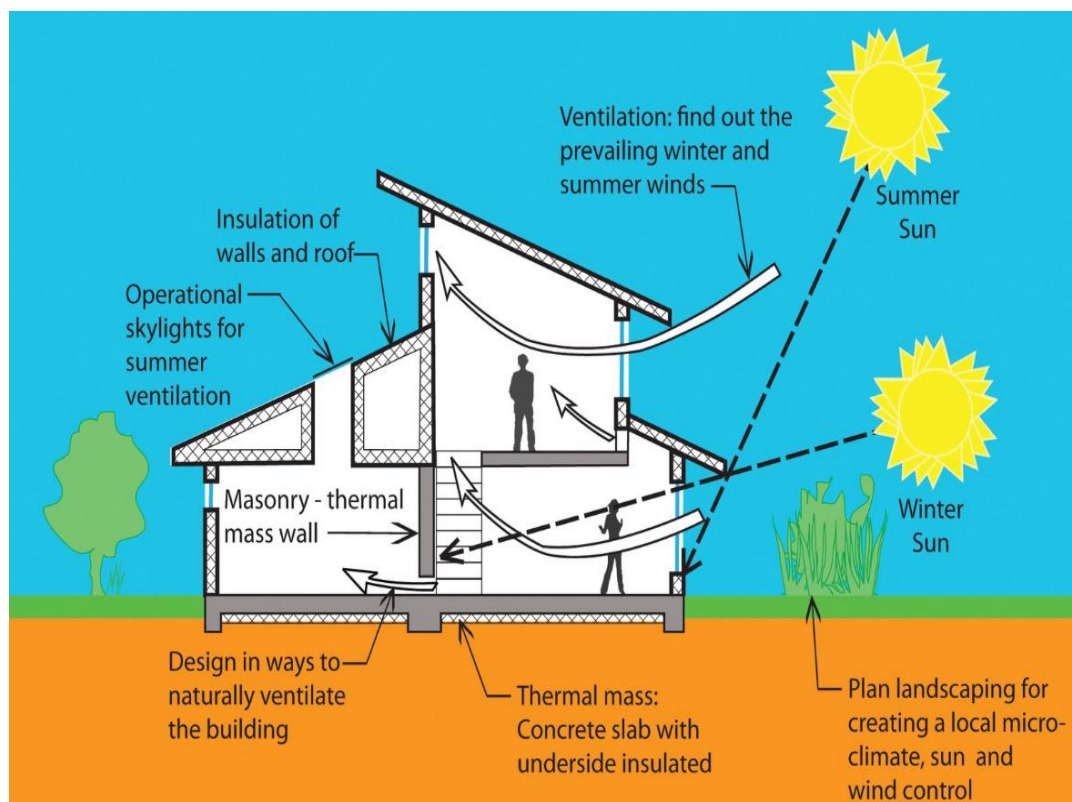 Ventilation: find out the
prevailing winter and
summer winds
Summer
Sun
Insulation of
walls and roof
Operational
skylights for
summer
ventilation
Masonry - thermal
mass wall
Winter
Sun
Design in ways to
naturally ventilate
the building
Thermal mass:
Concrete slab with
underside insulated
Plan landscaping for
creating a local micro-
climate, sun and
wind control